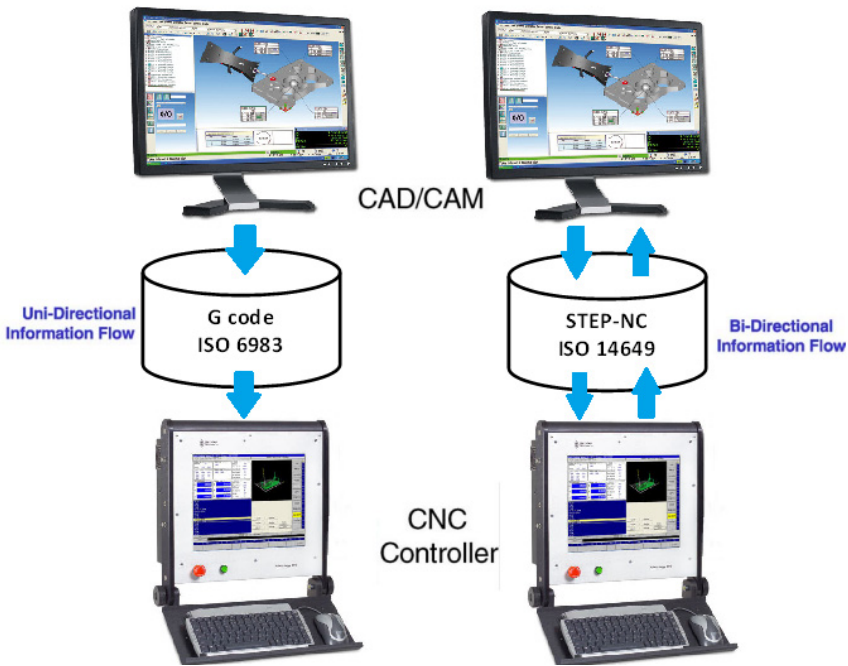 CAD/CAM
Uni-Directional
Information Flow
G code
ISO 6983
STEP-NC
ISO 14649
Bi-Directional
Information Flow
CNC
Controller